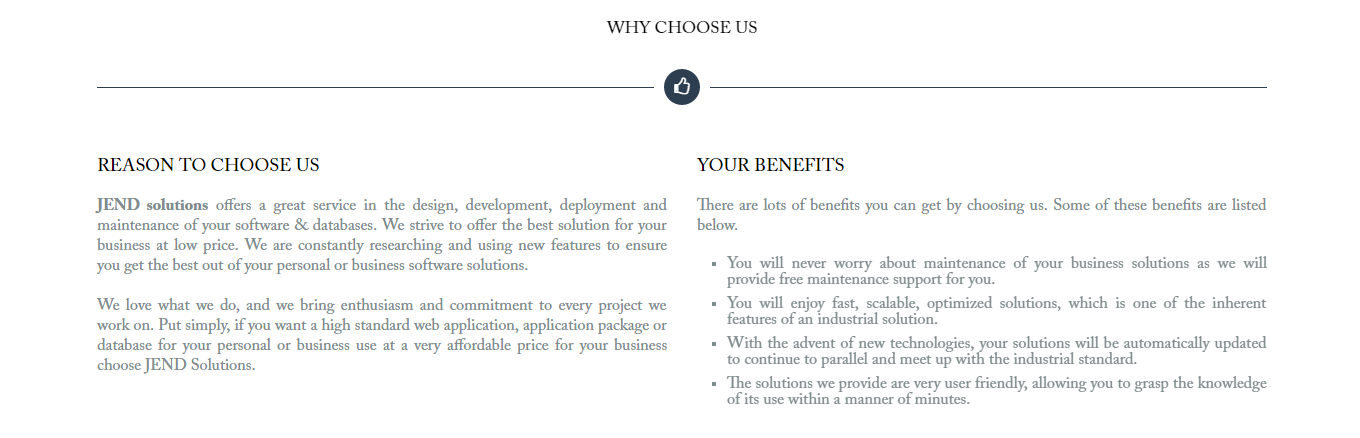 WHY CHOOSE US
REASON TO CHOOSE US
JEND solutions offers a great service in the design, development, deployment and
maintenance of your software & databases. We strive to offer the best solution for your
business at low price. We are constantly researching and using new features to ensure
you get the best out of your personal or business software solutions.
We love what we do, and we bring enthusiasm and commitment to every project we
work on. Put simply, if you want a high standard web application, application package or
database for your personal or business use at a very affordable price for your business
choose JEND Solutions.
YOUR BENEFITS
There are lots of benefits you can get by choosing us. Some of these benefits are listed
below.
▪ You will never worry about maintenance of your business solutions as we will
provide free maintenance support for you.
▪ You will enjoy fast, scalable, optimized solutions, which is one of the inherent
features of an industrial solution.
▪ With the advent of new technologies, your solutions will be automatically updated
to continue to parallel and meet up with the industrial standard.
▪ The solutions we provide are very user friendly, allowing you to grasp the knowledge
of its use within a manner of minutes.